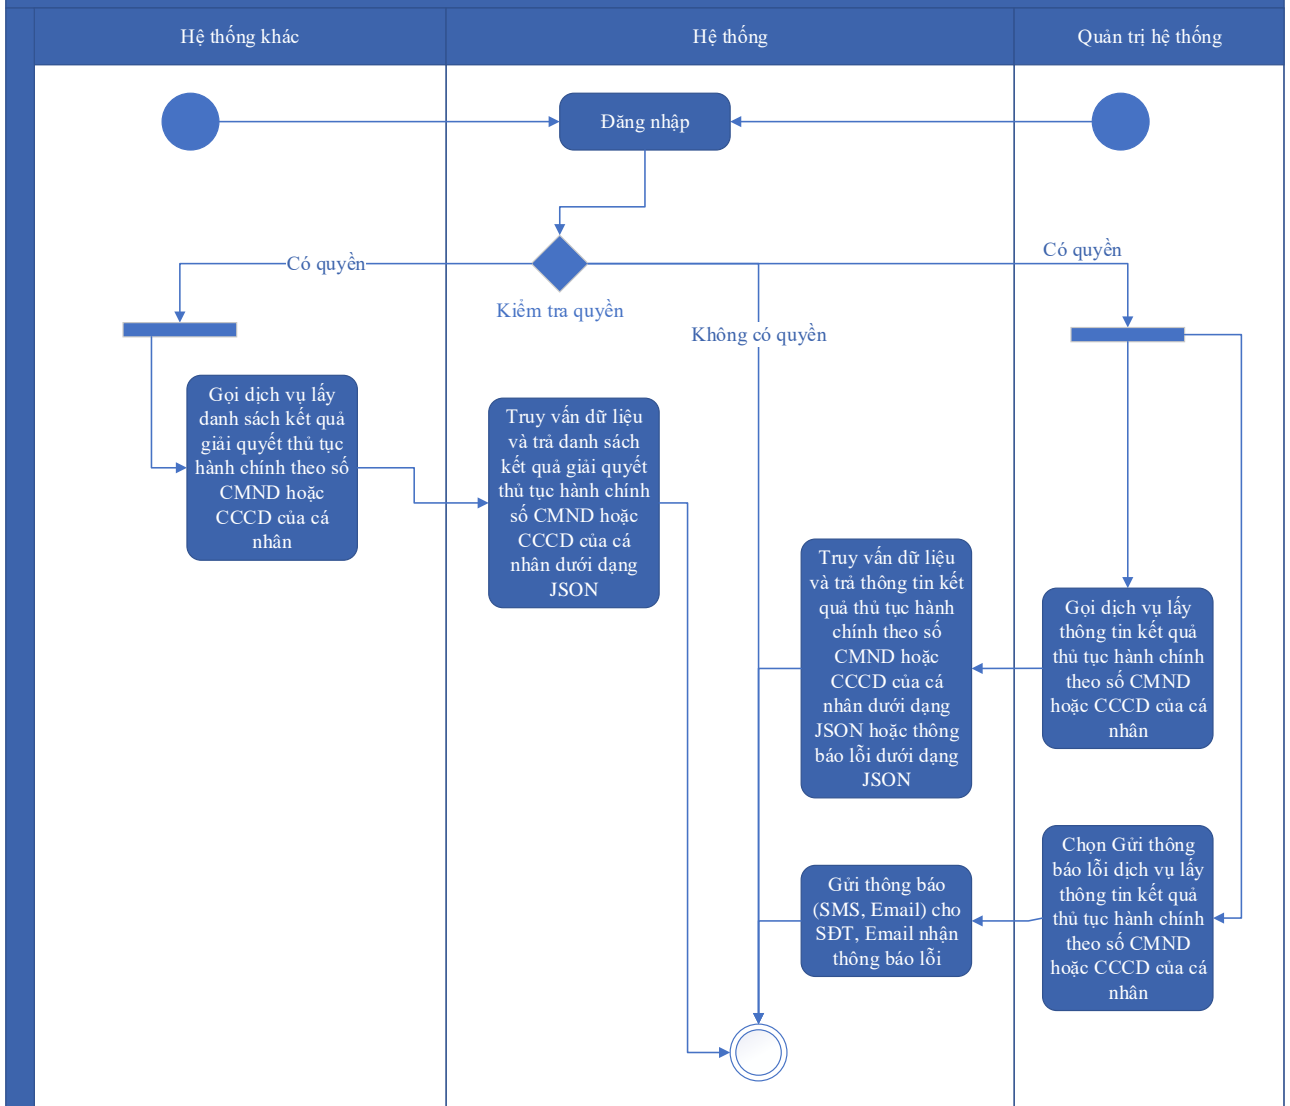 Hệ thống khác
Hệ thống
Quản trị hệ thống
Đăng nhập
Có quyền
Có quyền
Kiểm tra quyền
Không có quyền
Gọi dịch vụ lấy
danh sách kết quả
giải quyết thủ tục
hành chính theo số
CMND hoặc
CCCD của cá
nhân
Truy vấn dữ liệu
và trả danh sách
kết quả giải quyết
thủ tục hành chính
số CMND hoặc
CCCD của cá
nhân dưới dạng
JSON
Truy vấn dữ liệu
và trả thông tin kết
quả thủ tục hành
chính theo số
CMND hoặc
CCCD của cá
nhân dưới dạng
JSON hoặc thông
báo lỗi dưới dạng
JSON
Gọi dịch vụ lấy
thông tin kết quả
thủ tục hành chính
theo số CMND
hoặc CCCD của cá
nhân
Gửi thông báo
(SMS, Email) cho
SĐT, Email nhận
thông báo lỗi
Chọn Gửi thông
báo lỗi dịch vụ lấy
thông tin kết quả
thủ tục hành chính
theo số CMND
hoặc CCCD của cá
nhân